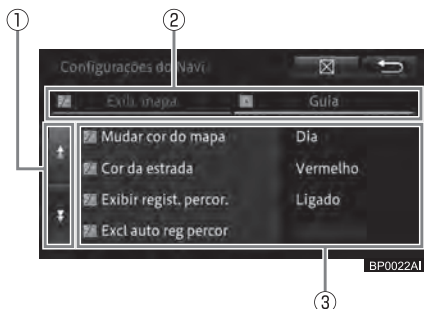 ①
②
Configurações do Navi
Exib. mapa
Guia
Mudar cor do mapa Dia
Cor da estrada Vermelho
Exibir regist. percor. Ligado
Excl auto reg percor
BP0022AI
③